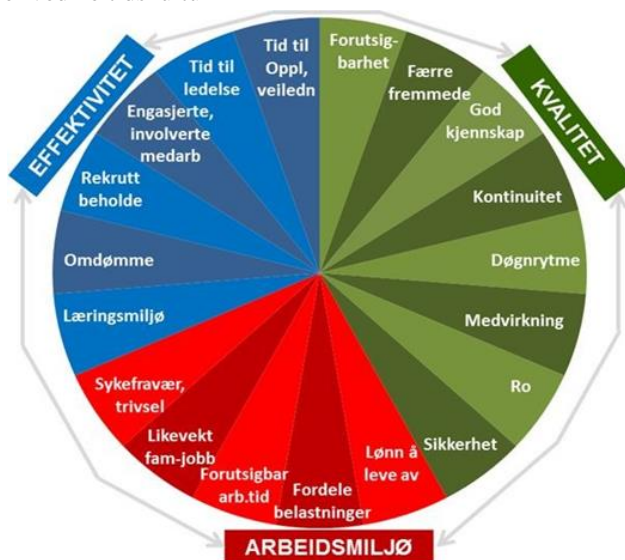 EFFEKTIVITET
KVALITET
Tid til
Oppl,
veiledn
Forutsig-
barhet
Færre
fremmede
God
kjennskap
Kontinuitet
Døgnrytme
Medvirkning
Ro
Sikkerhet
Lønn å
leve av
Fordele
belastninger
Forutsigbar
arb.tid
Likevekt
fam-jobb
Sykefravær,
trivsel
Læringsmiljø
Omdømme
Rekrutt
beholde
Engasjerte,
involverte
medarb
Tid til
ledelse
ARBEIDSMILJØ